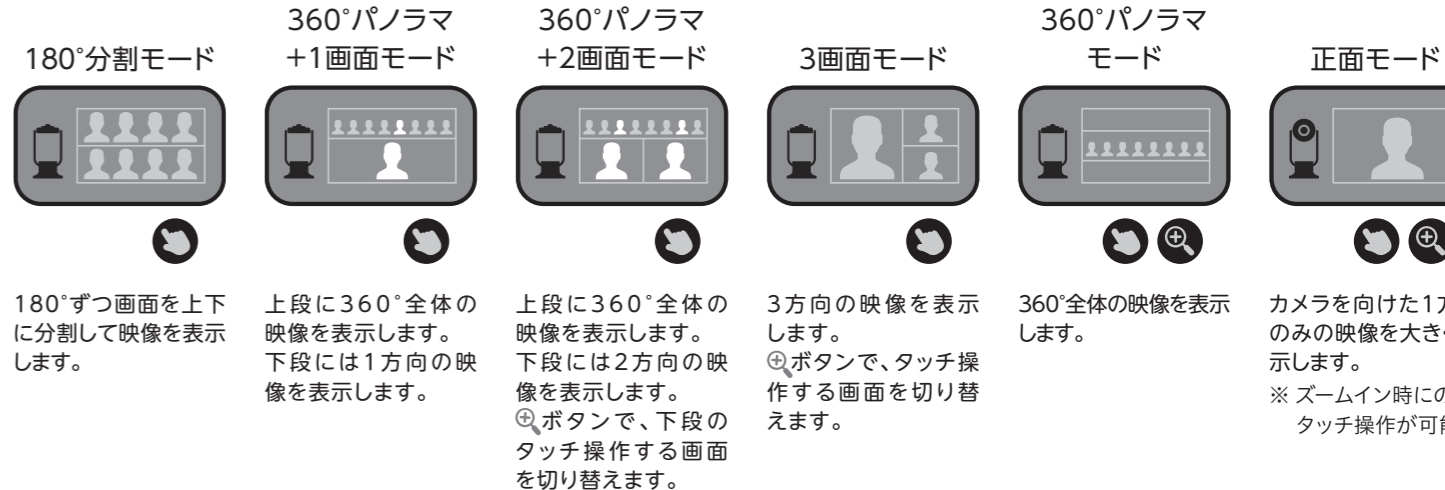 180°分割モード
360°パノラマ
+1画面モード
360°パノラマ
+2画面モード
3画面モード
360°パノラマ
モード
正面モード
180°ずつ画面を上下
に分割して映像を表示
します。
上段に360°全体の
映像を表示します。
下段には1方向の映
像を表示します。
上段に360°全体の
映像を表示します。
下段には2方向の映
像を表示します。
ボタンで、下段の
タッチ操作する画面
を切り替えます。
3方向の映像を表示
します。
ボタンで、タッチ操
作する画面を切り替
えます。
360°全体の映像を表示
します。
カメラを向けた1
のみの映像を大き
示します。
※ ズームイン時に
タッチ操作が可